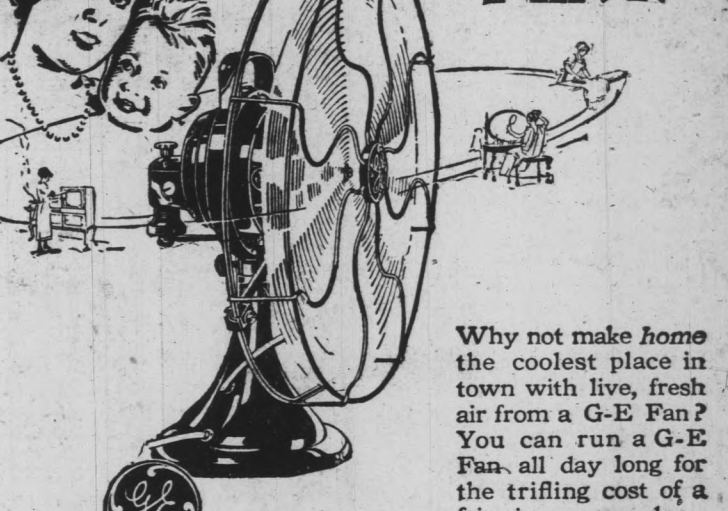 Why not make home
the coolest place in
town with live, fresh
air from a G-E Fan?
You can run a G-E
Fan all day long for
the trifling cost of a
GE